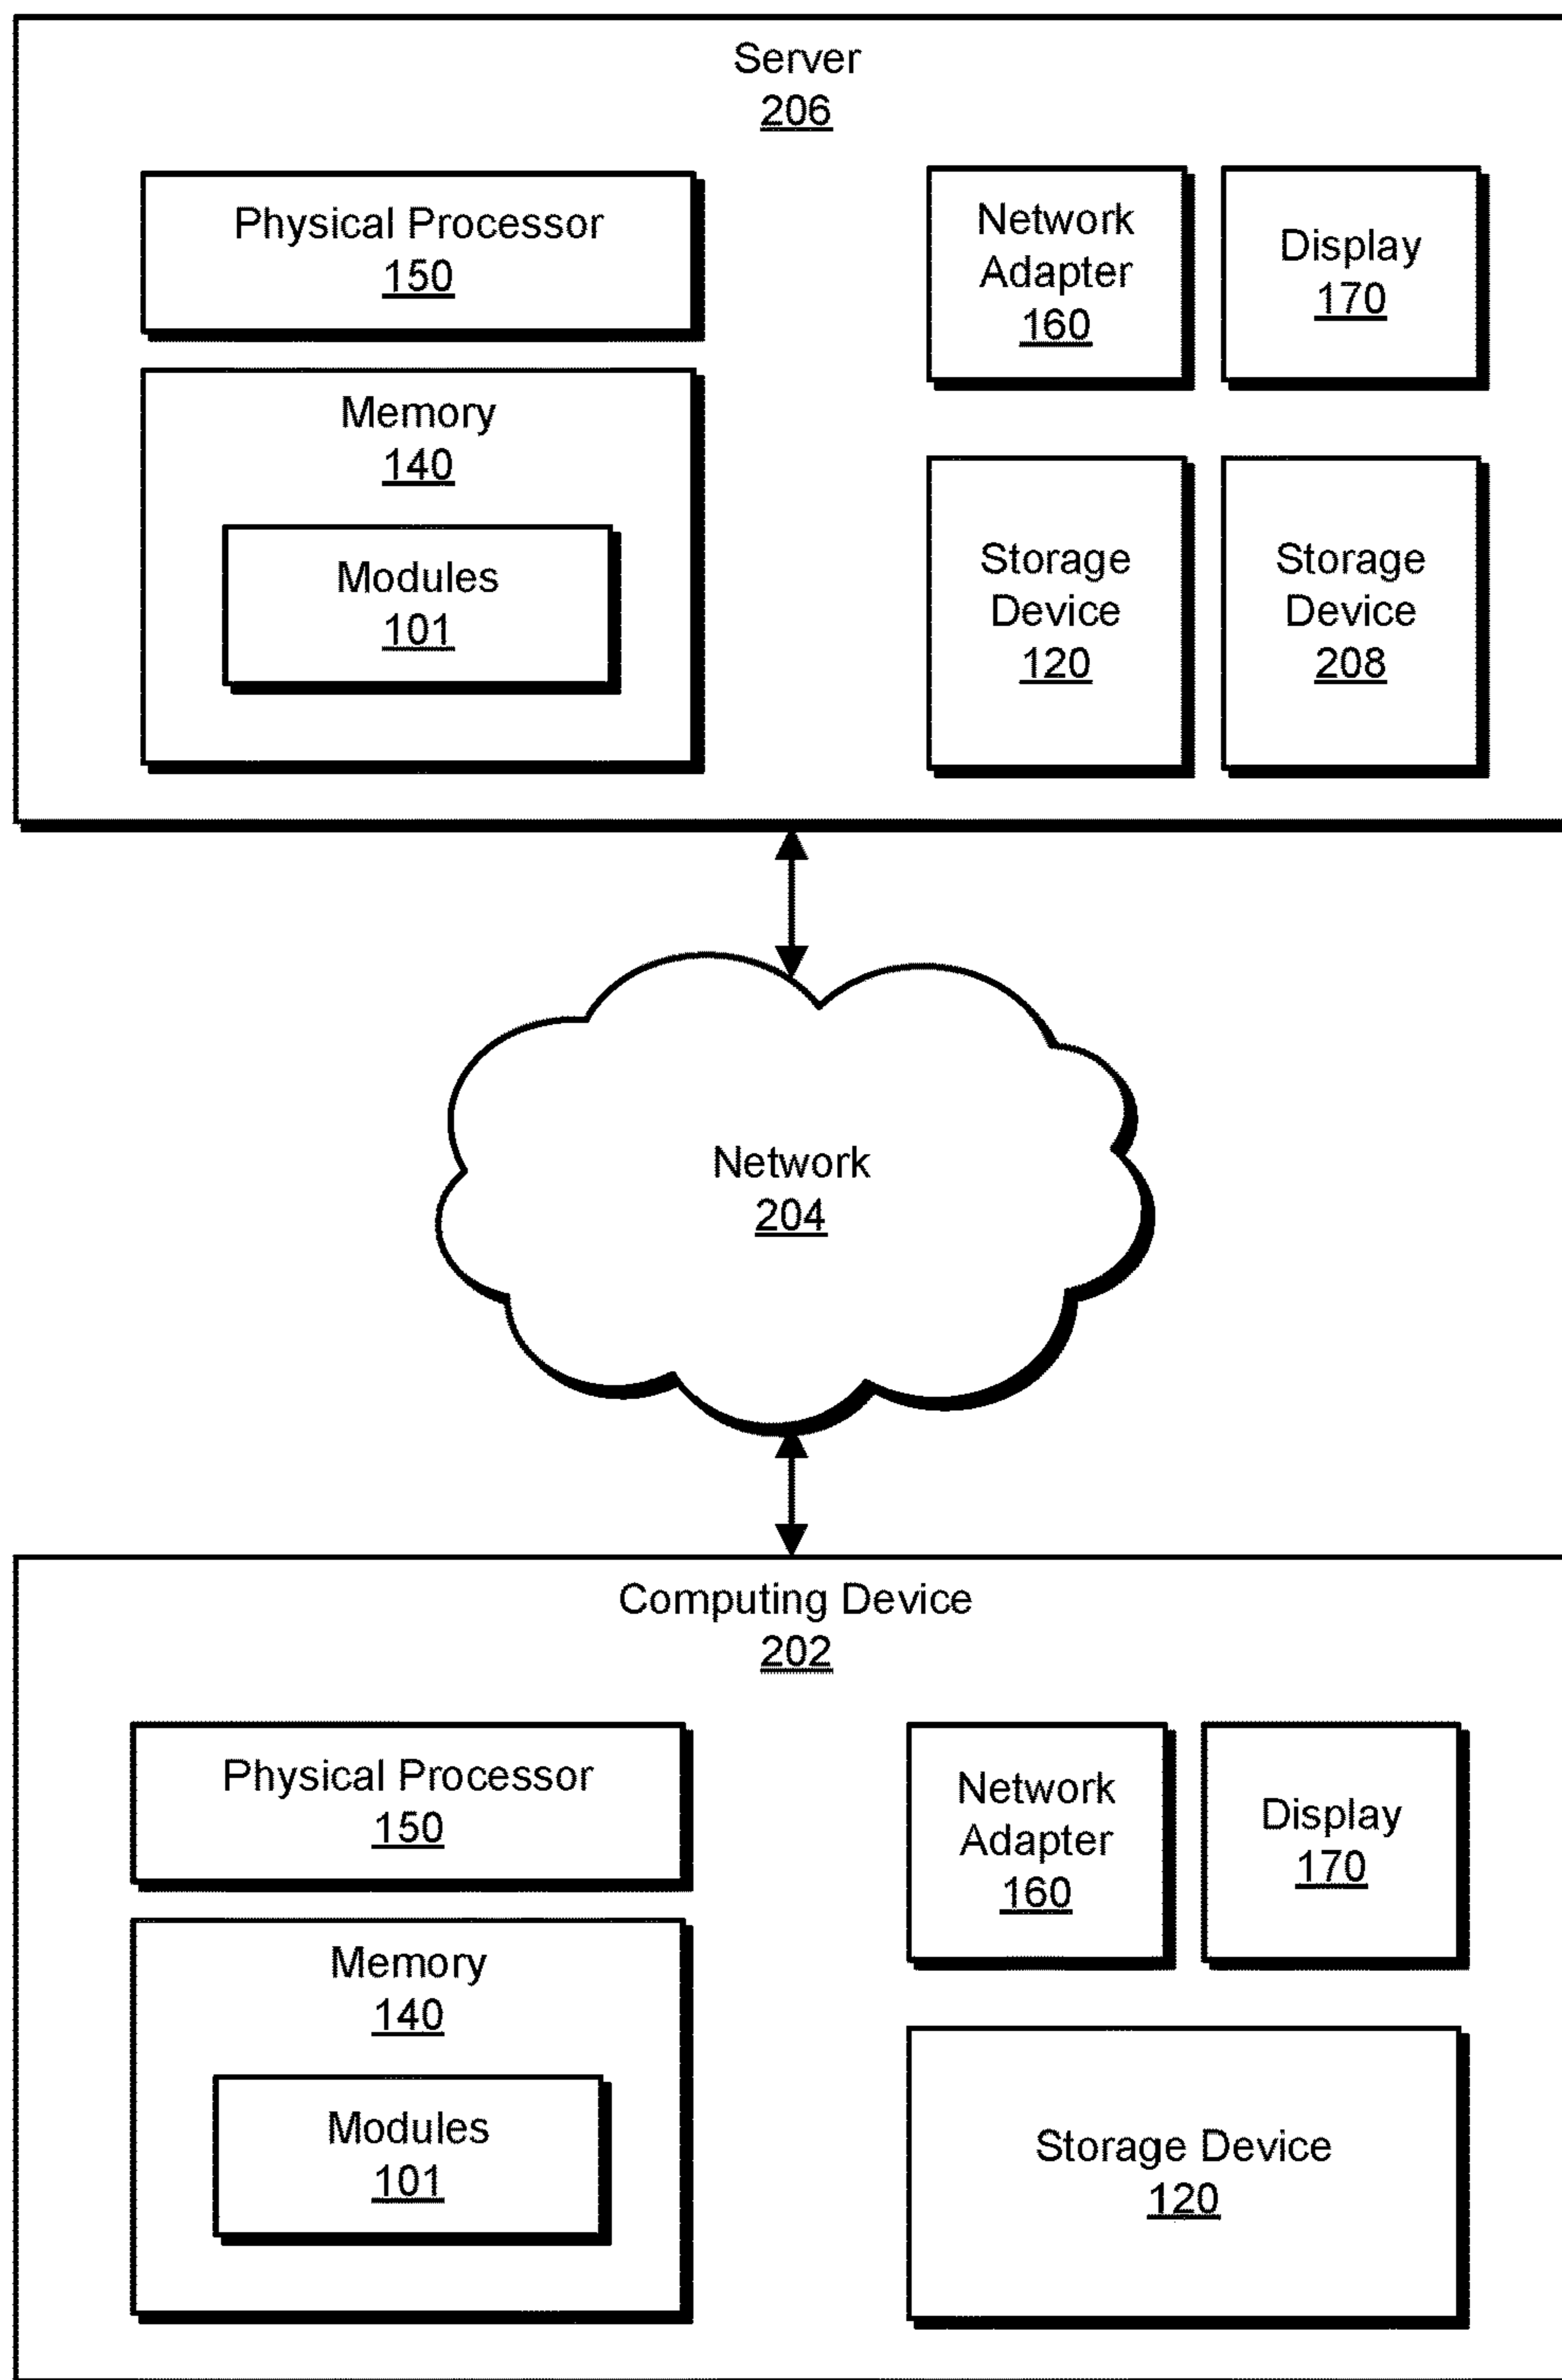 Server
206
Physical Processor
150
Memory
140
Modules
101
Network
Adapter
160
Display
170
Storage
Device
120
Storage
Device
208
Network
204
Computing Device
202
Physical Processor
150
Memory
140
Modules
101
Network
Adapter
160
Display
170
Storage Device
120